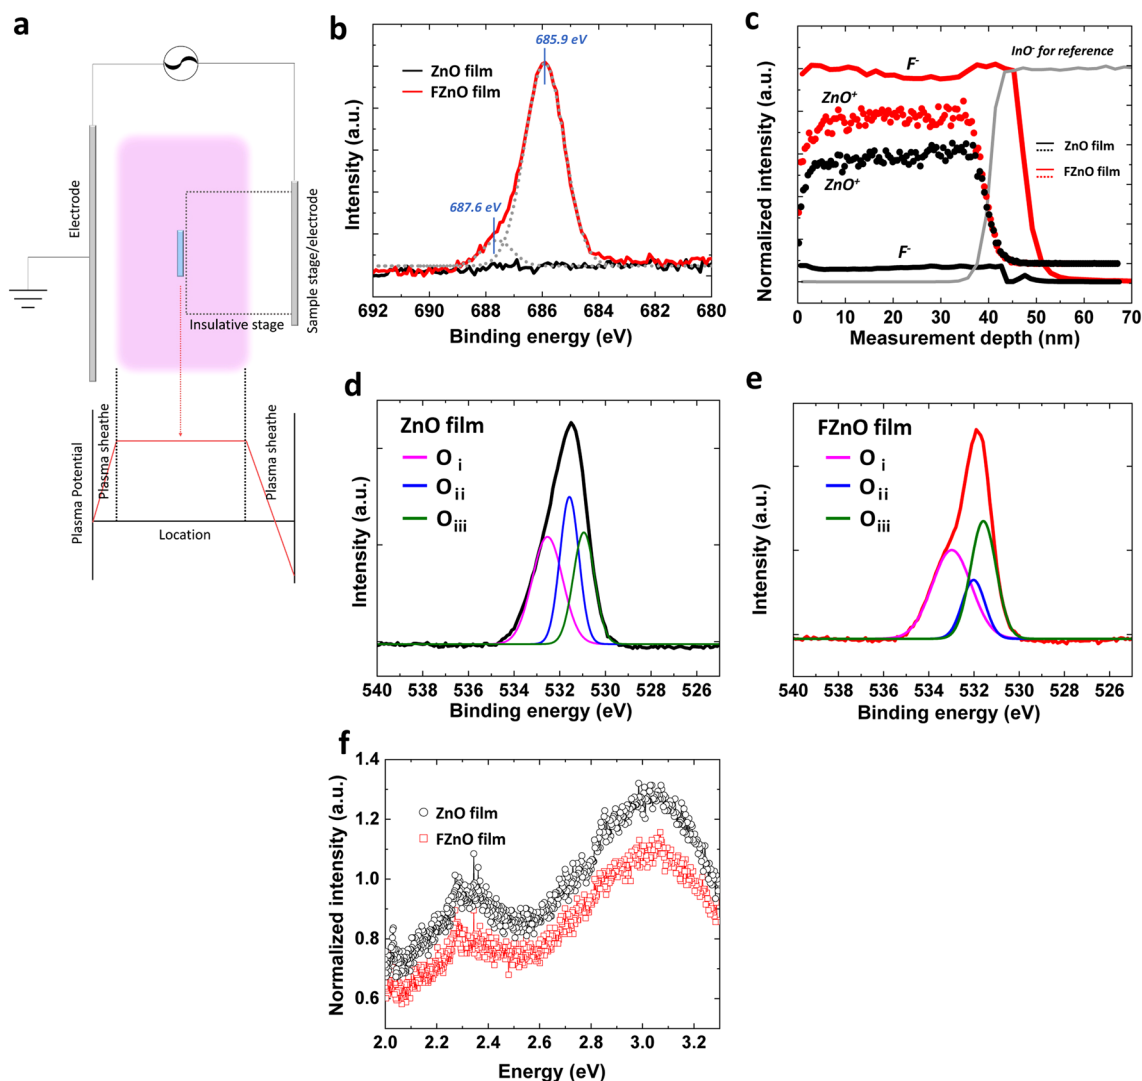 a
Electrode
Sample stage/electrode
Insulative stage
Plasma Potential
Plasma sheathe
Plasma sheathe
Location
b
685.9 eV
ZnO film
FZnO film
687.6 eV
Intensity (a.u.)
692 690 688 686 684 682 680
Binding energy (eV)
c
InO⁻ for reference
F⁻
ZnO⁺
ZnO film
FZnO film
ZnO⁺
F⁻
Normalized intensity (a.u.)
0 10 20 30 40 50 60 70
Measurement depth (nm)
d
ZnO film
O i
O ii
O iii
Intensity (a.u.)
540 538 536 534 532 530 528 526
Binding energy (eV)
e
FZnO film
O i
O ii
O iii
Intensity (a.u.)
540 538 536 534 532 530 528 526
Binding energy (eV)
f
1.4
1.2
1.0
0.8
0.6
ZnO film
FZnO film
Normalized intensity (a.u.)
2.0 2.2 2.4 2.6 2.8 3.0 3.2
Energy (eV)